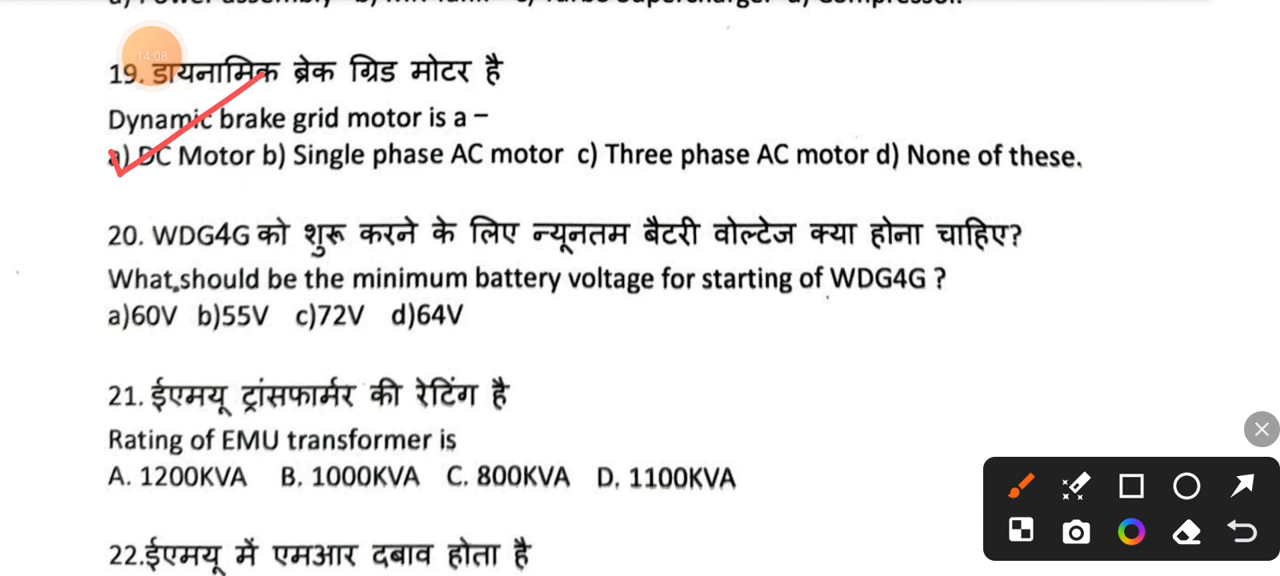 14:08
19. डायनामिक ब्रेक ग्रिड मोटर है
Dynamic brake grid motor is a –
a) DC Motor b) Single phase AC motor c) Three phase AC motor d) None of these.
20. WDG4G को शुरू करने के लिए न्यूनतम बैटरी वोल्टेज क्या होना चाहिए?
What should be the minimum battery voltage for starting of WDG4G ?
a)60V b)55V c)72V d)64V
21. ईएमयू ट्रांसफार्मर की रेटिंग है
Rating of EMU transformer is
A. 1200KVA B. 1000KVA C. 800KVA D. 1100KVA
22.ईएमयू में एमआर दबाव होता है